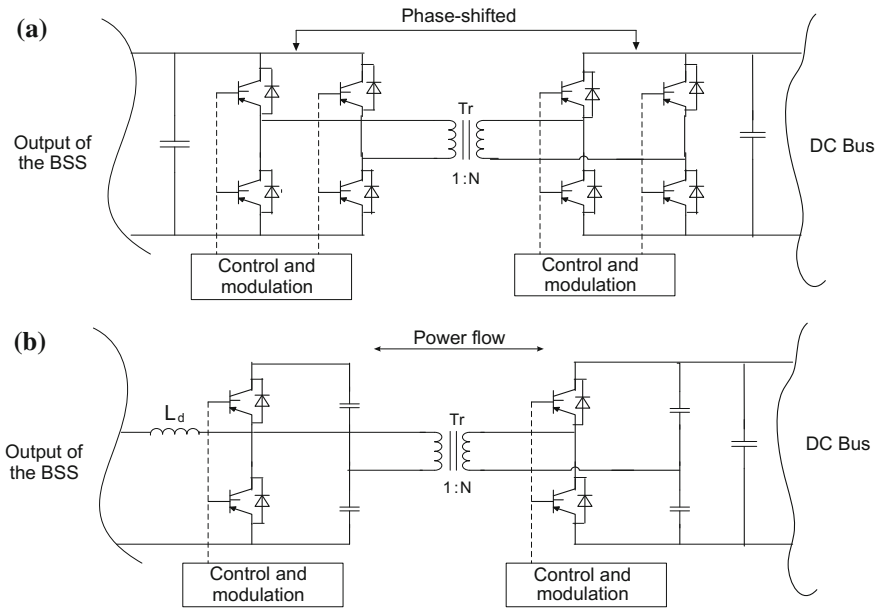 (a)
Phase-shifted
Output of
the BSS
Tr
1:N
DC Bus
Control and
modulation
Control and
modulation
(b)
Power flow
Ld
Output of
the BSS
Tr
1:N
DC Bus
Control and
modulation
Control and
modulation